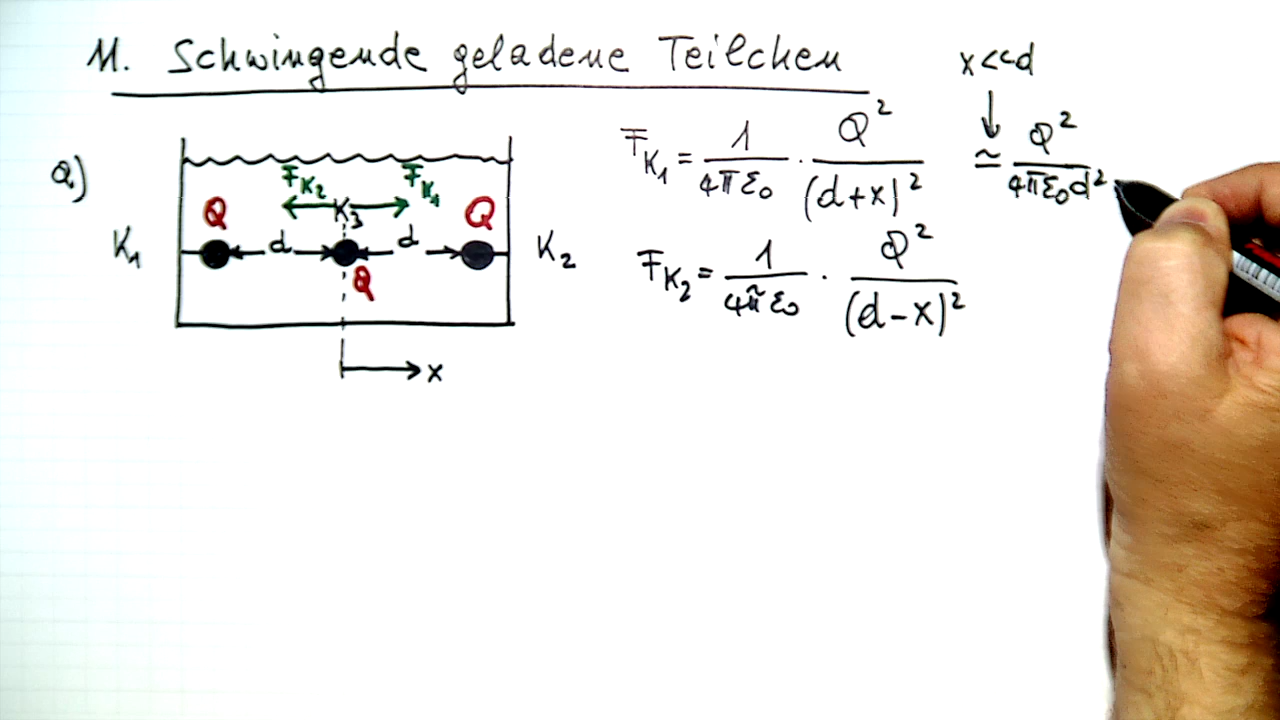 M. Schwingende geladene Teilchen
a)
K₁ Q d K₃ d Q K₂
F_K₂ F_K₁
Q
x
F_K₁ = 1/(4πε₀) · Q²/(d+x)² ≃ Q²/(4πε₀d²)
x<<d
F_K₂ = 1/(4πε₀) · Q²/(d-x)²